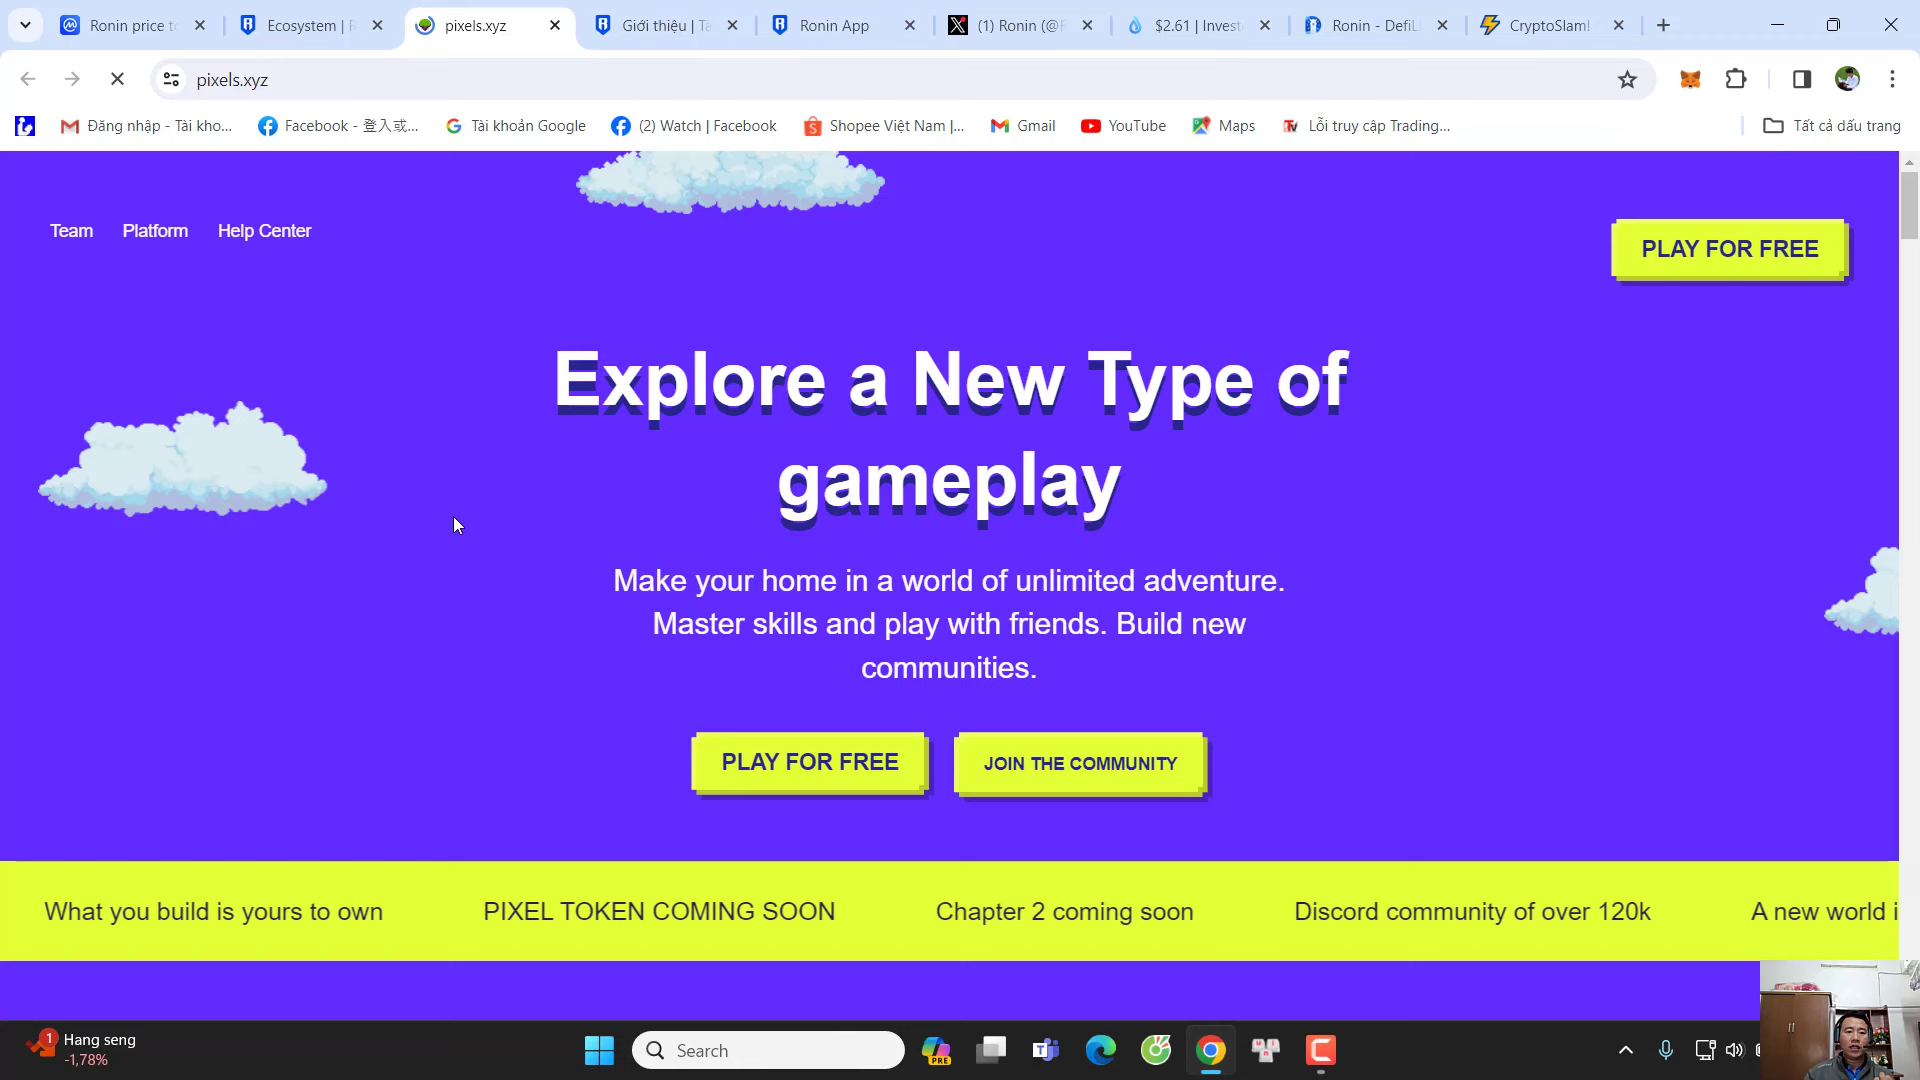 Ronin price to
Ecosystem | R
pixels.xyz
Giới thiệu | Tà
Ronin App
(1) Ronin (@R
$2.61 | Invest
Ronin - DefiLl
CryptoSlam!
pixels.xyz
Đăng nhập - Tài kho...
Facebook - 登入或...
Tài khoản Google
(2) Watch | Facebook
Shopee Việt Nam |...
Gmail
YouTube
Maps
Lỗi truy cập Trading...
Tất cả dấu trang
Team
Platform
Help Center
PLAY FOR FREE
Explore a New Type of
gameplay
Make your home in a world of unlimited adventure.
Master skills and play with friends. Build new
communities.
PLAY FOR FREE
JOIN THE COMMUNITY
What you build is yours to own
PIXEL TOKEN COMING SOON
Chapter 2 coming soon
Discord community of over 120k
A new world i
1
Hang seng
-1,78%
Search
PRE